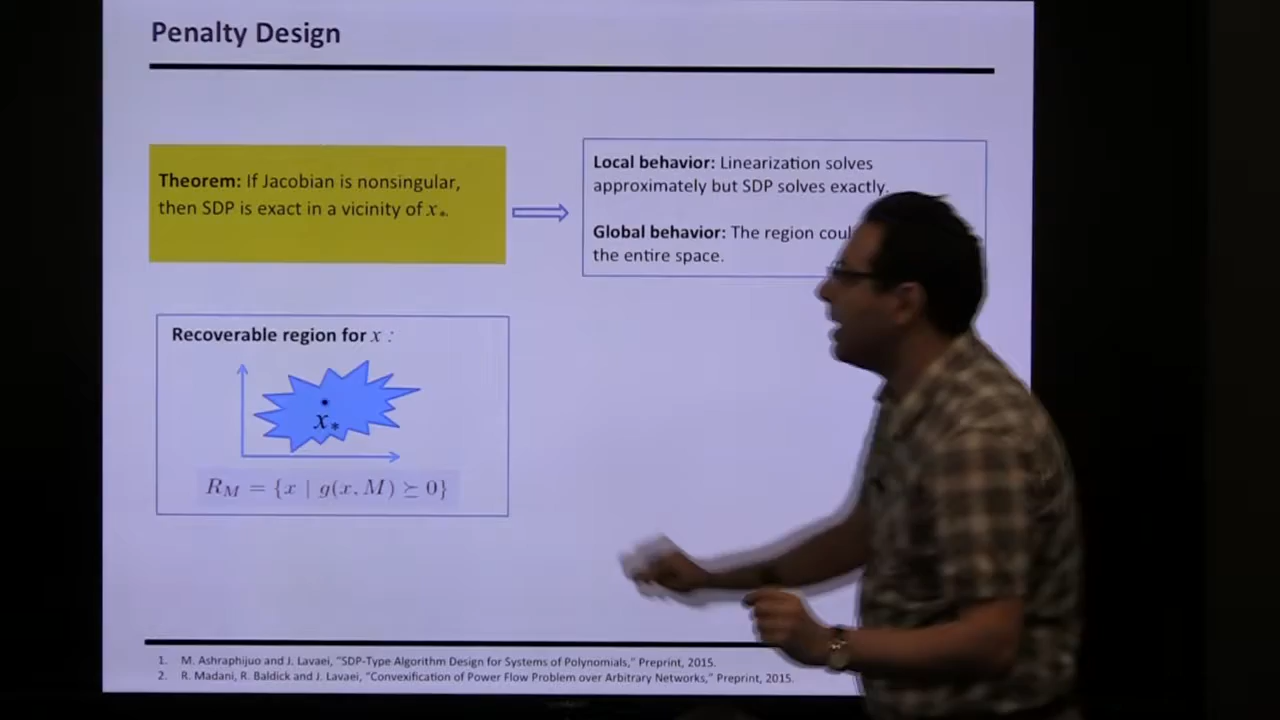 Penalty Design
Theorem: If Jacobian is nonsingular,
then SDP is exact in a vicinity of x*.
Local behavior: Linearization solves
approximately but SDP solves exactly.
Global behavior: The region
the entire space.
Recoverable region for x :
x*
R_M = {x | g(x, M) ⪰ 0}
1. M. Ashraphijuo and J. Lavaei, "SDP-Type Algorithm Design for Systems of Polynomials," Preprint, 2015.
2. R. Madani, R. Baldick and J. Lavaei, "Convexification of Power Flow Problem over Arbitrary Networks," Preprint, 2015.